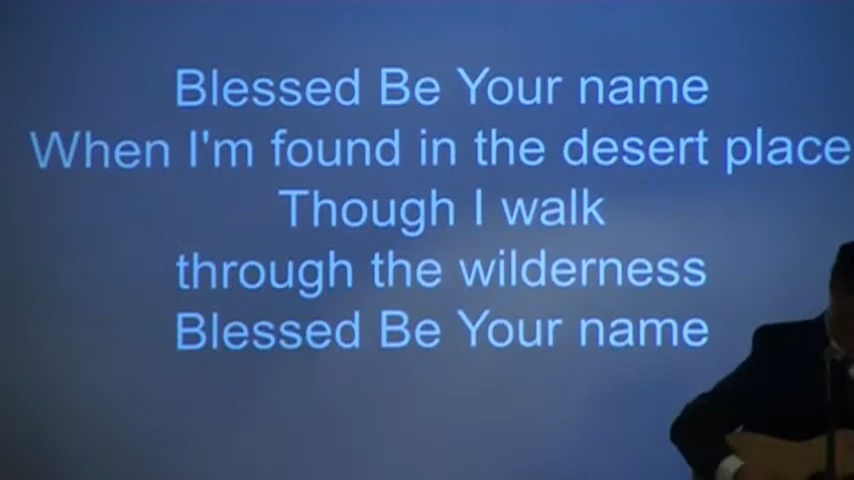 Blessed Be Your name
When I'm found in the desert place
Though I walk
through the wilderness
Blessed Be Your name